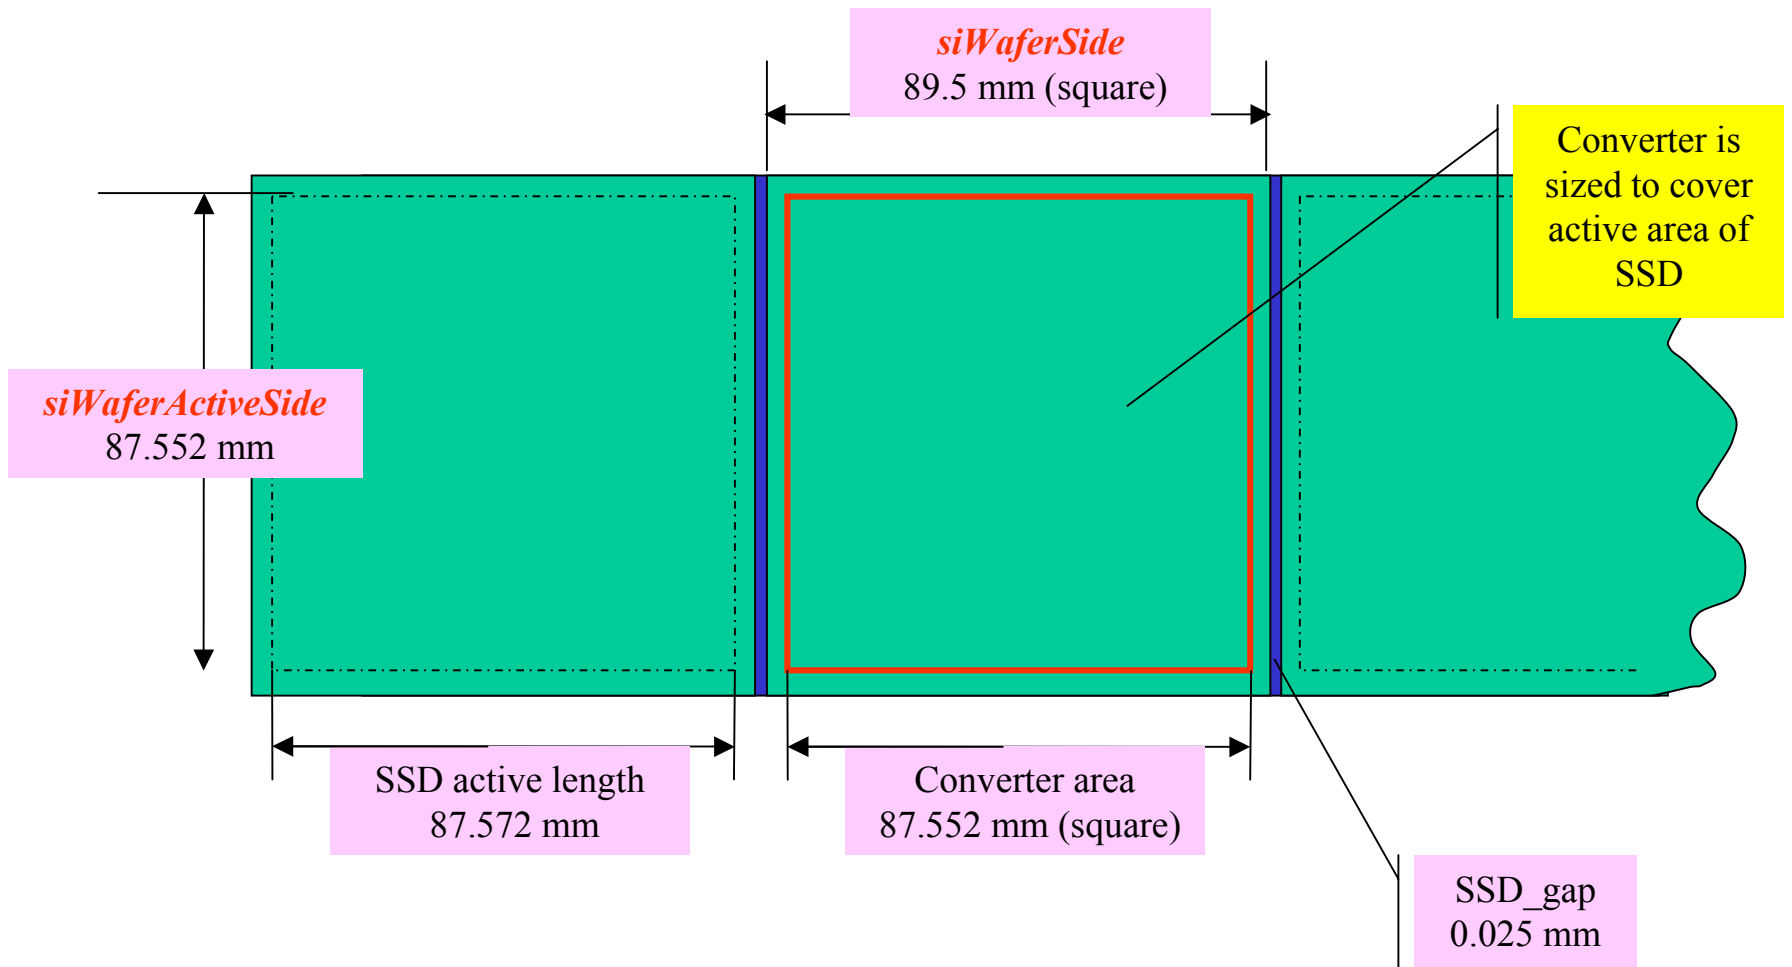 siWaferSide
89.5 mm (square)
Converter is
sized to cover
active area of
SSD
siWaferActiveSide
87.552 mm
SSD active length
87.572 mm
Converter area
87.552 mm (square)
SSD_gap
0.025 mm